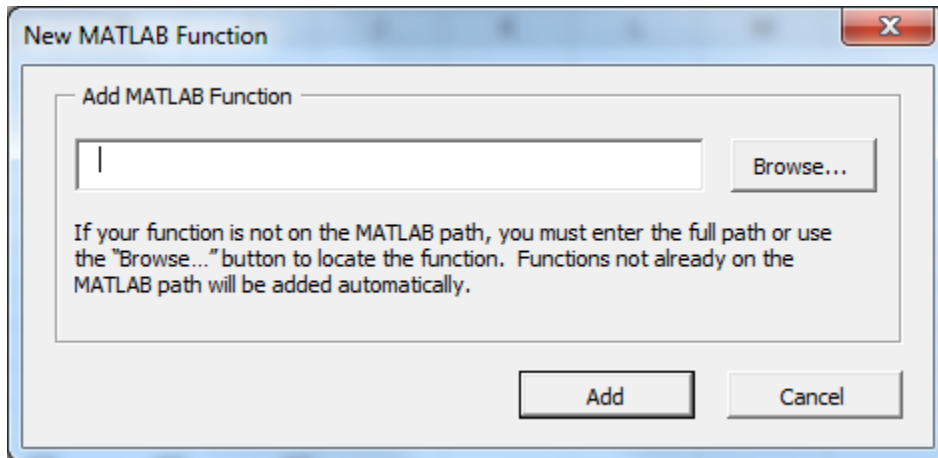 New MATLAB Function
Add MATLAB Function
Browse...
If your function is not on the MATLAB path, you must enter the full path or use
the “Browse…” button to locate the function.  Functions not already on the
MATLAB path will be added automatically.
Add
Cancel